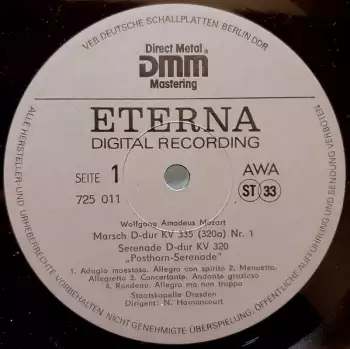 VEB DEUTSCHE SCHALLPLATTEN BERLIN DDR
Direct Metal®
DMM
Mastering
ETERNA
DIGITAL RECORDING
SEITE 1
AWA
725 011
ST 33
Wolfgang Amadeus Mozart
Marsch D-dur KV 335 (320a) Nr. 1
Serenade D-dur KV 320
„Posthorn-Serenade"
1. Adagio maestoso. Allegro con spirito 2. Menuetto.
Allegretto 3. Concertante. Andante grazioso
4. Rondeau. Allegro ma non troppo
Staatskapelle Dresden
Dirigent: N. Harnoncourt
ALLE HERSTELLER-UND URHEBERRECHTE VORBEHALTEN NICHT GENEHMIGTE ÜBERSPIELUNG, ÖFFENTLICHE AUFFÜHRUNG UND SENDUNG VERBOTEN